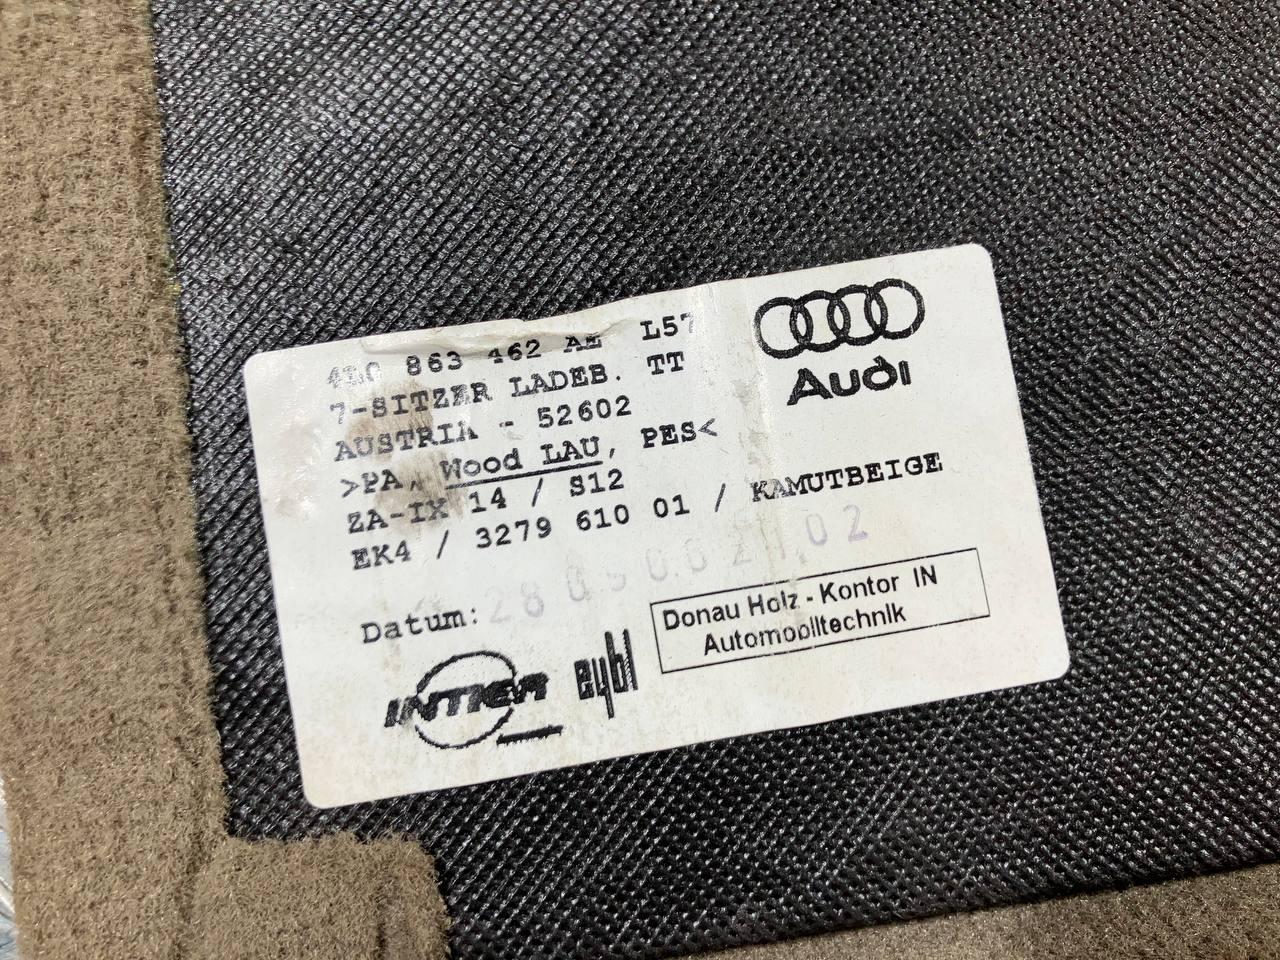 4L0 863 462 AE L57
7-SITZER LADEB. TT
AUSTRIA - 52602
>PA, Wood LAU, PES<
ZA-IX 14 / S12
EK4 / 3279 610 01 / KAMUTBEIGE
Datum:
Audi
INTIER
eybl
Donau Holz - Kontor IN
Automobiltechnik